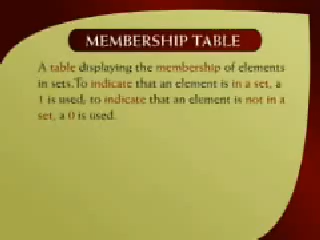 MEMBERSHIP TABLE
A table displaying the membership of elements
in sets.To indicate that an element is in a set, a
1 is used; to indicate that an element is not in a
set, a 0 is used.